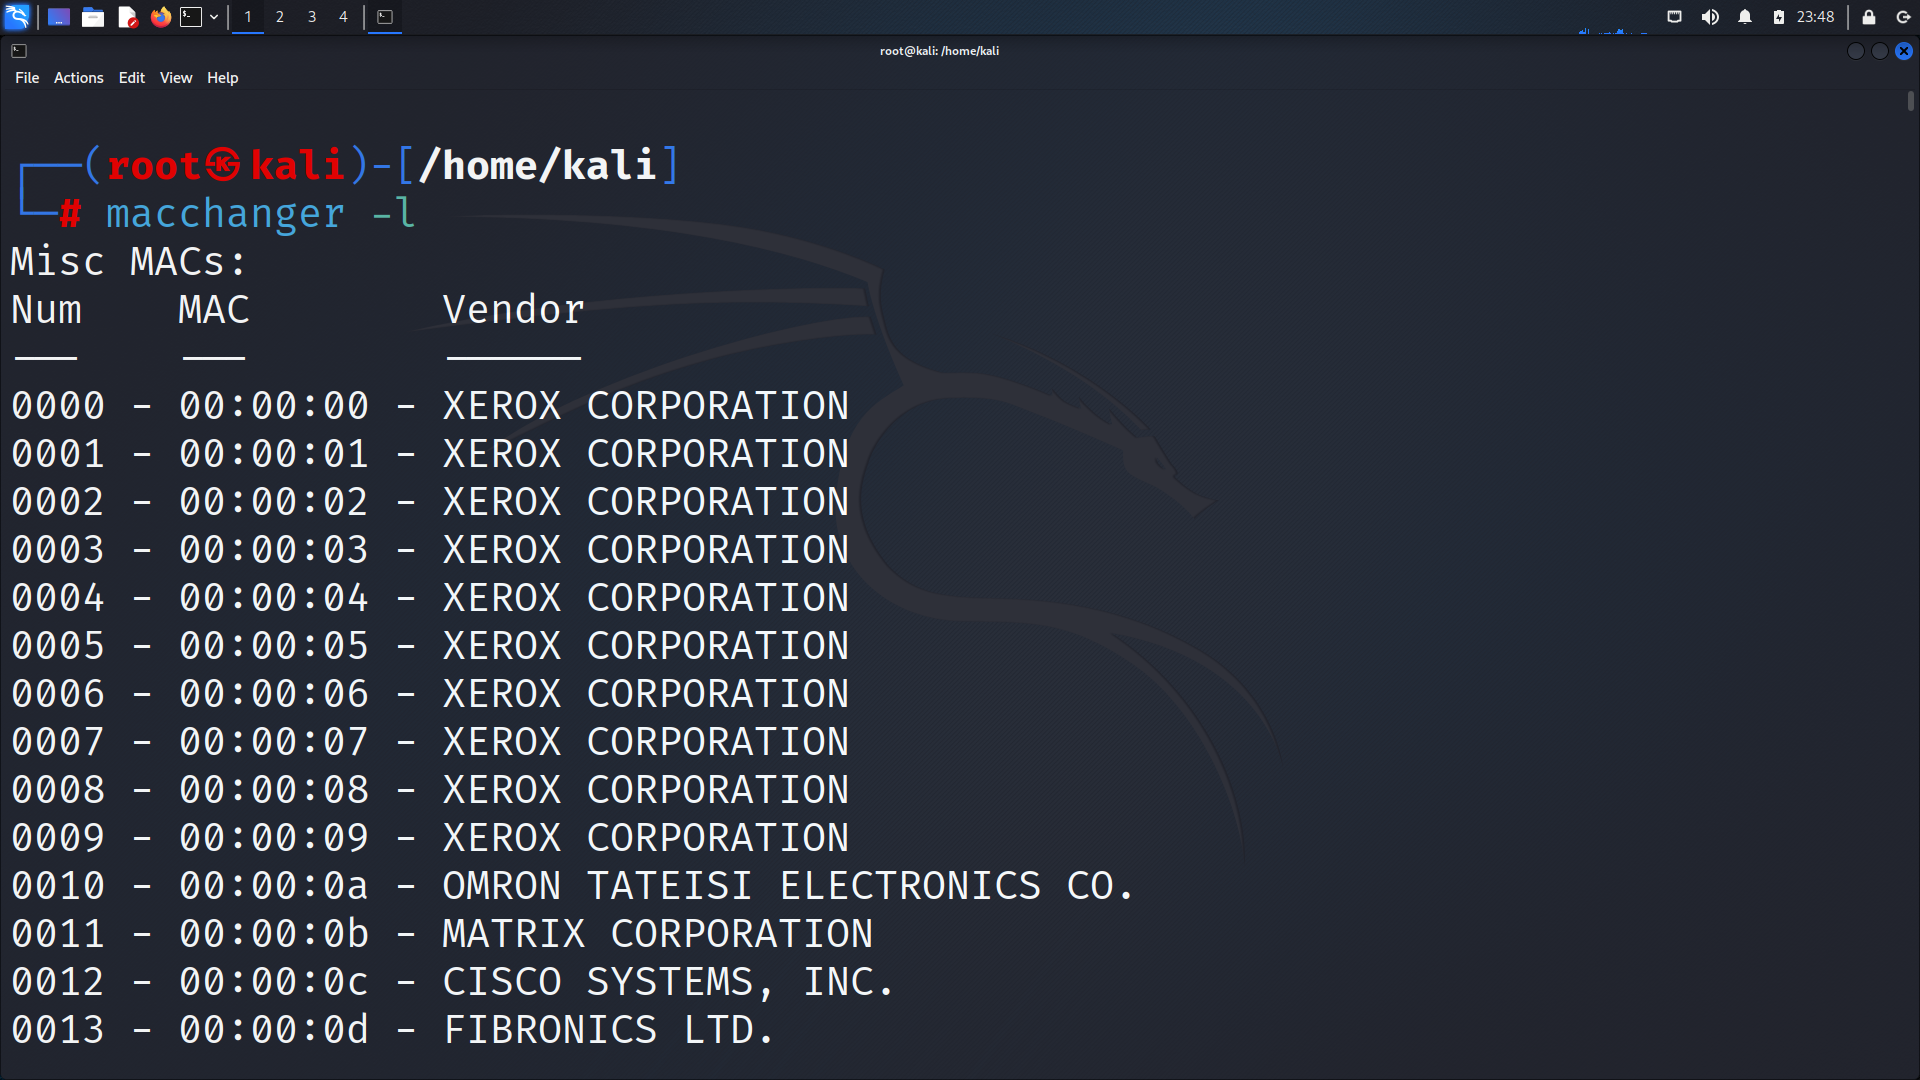 1 2 3 4 23:48
root@kali: /home/kali
File Actions Edit View Help
┌──(root㉿kali)-[/home/kali]
└─# macchanger -l
Misc MACs:
Num    MAC        Vendor
---    ---        ------
0000 - 00:00:00 - XEROX CORPORATION
0001 - 00:00:01 - XEROX CORPORATION
0002 - 00:00:02 - XEROX CORPORATION
0003 - 00:00:03 - XEROX CORPORATION
0004 - 00:00:04 - XEROX CORPORATION
0005 - 00:00:05 - XEROX CORPORATION
0006 - 00:00:06 - XEROX CORPORATION
0007 - 00:00:07 - XEROX CORPORATION
0008 - 00:00:08 - XEROX CORPORATION
0009 - 00:00:09 - XEROX CORPORATION
0010 - 00:00:0a - OMRON TATEISI ELECTRONICS CO.
0011 - 00:00:0b - MATRIX CORPORATION
0012 - 00:00:0c - CISCO SYSTEMS, INC.
0013 - 00:00:0d - FIBRONICS LTD.